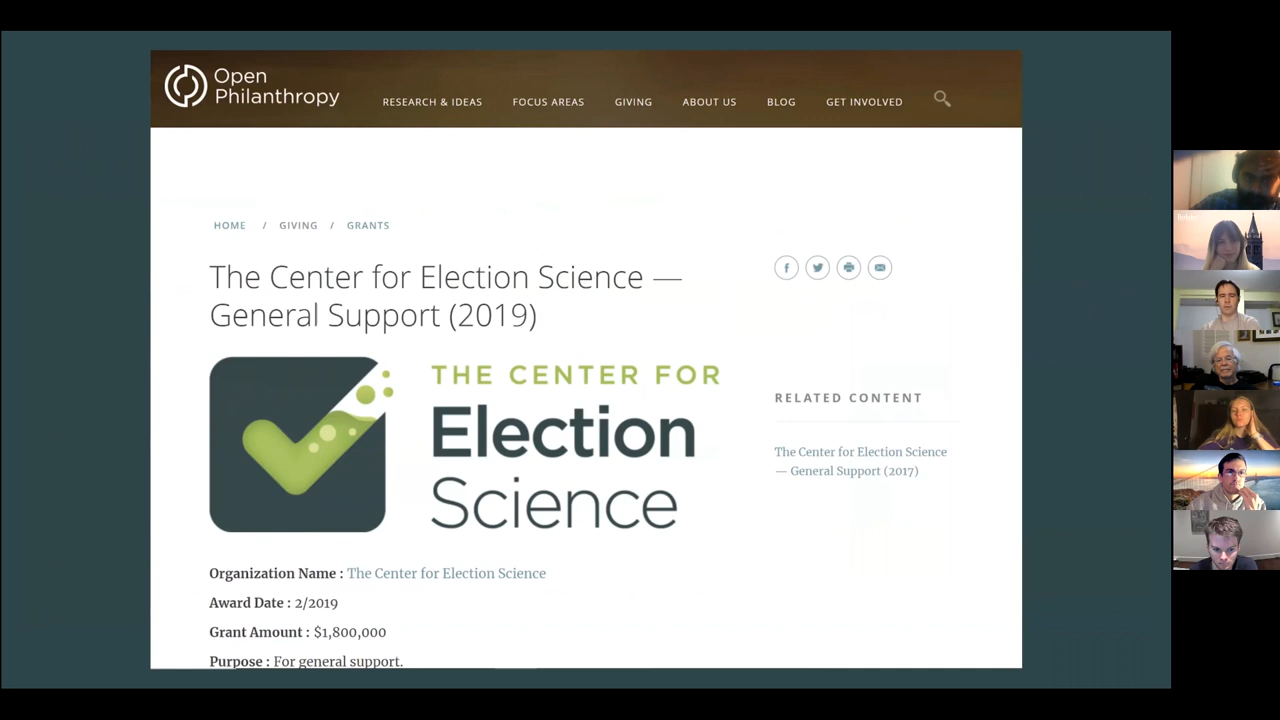 Open
Philanthropy
RESEARCH & IDEAS
FOCUS AREAS
GIVING
ABOUT US
BLOG
GET INVOLVED
HOME / GIVING / GRANTS
The Center for Election Science —
General Support (2019)
THE CENTER FOR
Election
Science
RELATED CONTENT
The Center for Election Science
— General Support (2017)
Organization Name : The Center for Election Science
Award Date : 2/2019
Grant Amount : $1,800,000
Purpose : For general support.